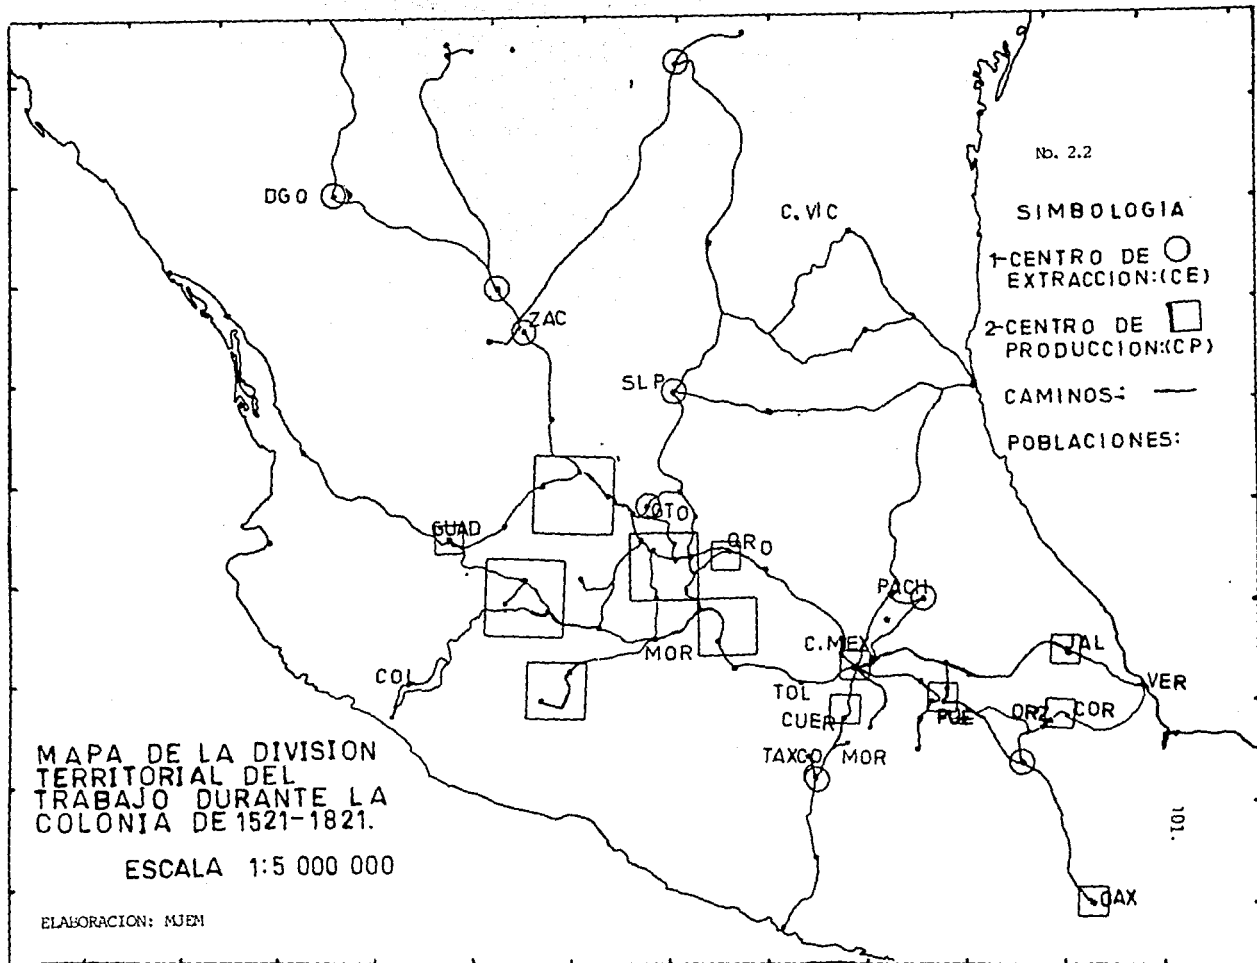 No. 2.2
SIMBOLOGIA
1-CENTRO DE
EXTRACCION:(CE)
2-CENTRO DE
PRODUCCION:(CP)
CAMINOS:
POBLACIONES:
DGO
C.VIC
ZAC
SLP
GUAD
GTO
QRO
PACH
C.MEX
JAL
MOR
COL
TOL
VER
CUER
PUE
ORZ
COR
TAXCO
MOR
OAX
MAPA DE LA DIVISION
TERRITORIAL DEL
TRABAJO DURANTE LA
COLONIA DE 1521-1821.
ESCALA 1:5 000 000
ELABORACION: MJEM
101.